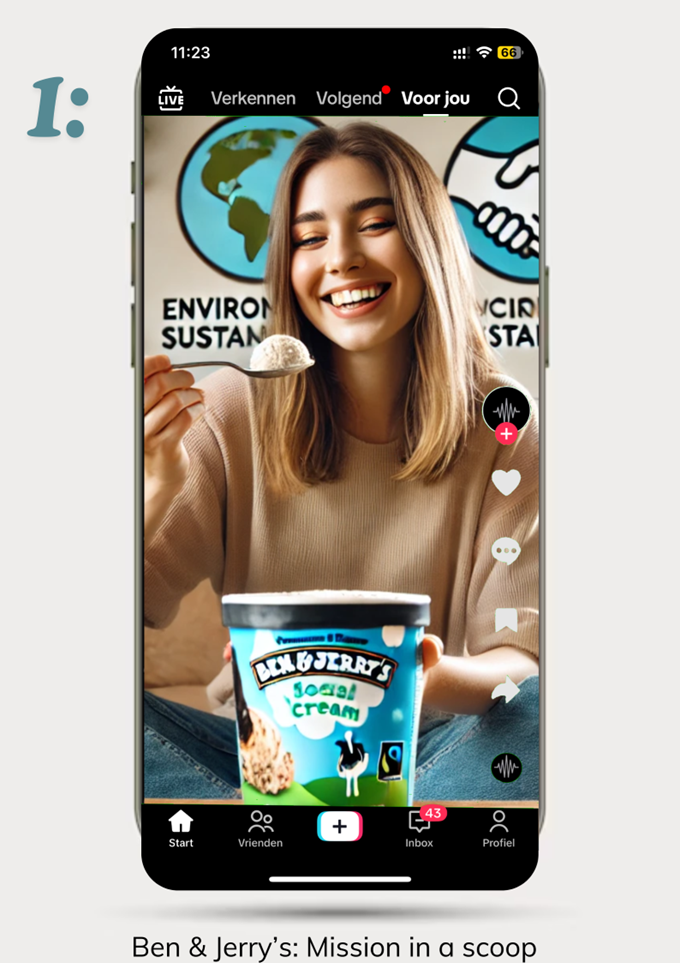 1:
11:23
66
LIVE
Verkennen Volgend Voor jou
ENVIRON
SUSTAN
BEN & JERRY'S
cream
Start
Vrienden
43
Inbox
Profiel
Ben & Jerry's: Mission in a scoop